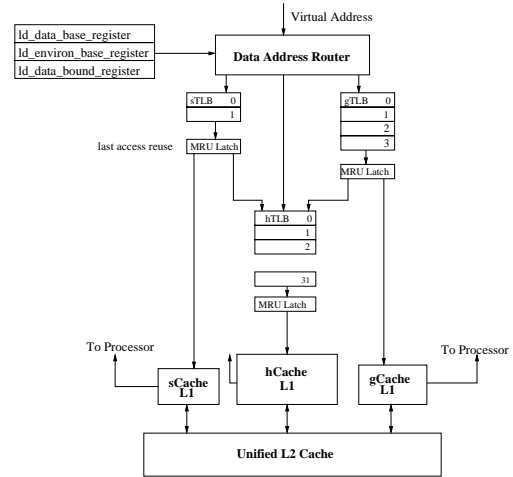 Virtual Address
ld_data_base_register
ld_environ_base_register
ld_data_bound_register
Data Address Router
sTLB 0
1
gTLB 0
1
2
3
last access reuse
MRU Latch
MRU Latch
hTLB 0
1
2
31
MRU Latch
To Processor
To Processor
sCache
L1
hCache
L1
gCache
L1
Unified L2 Cache